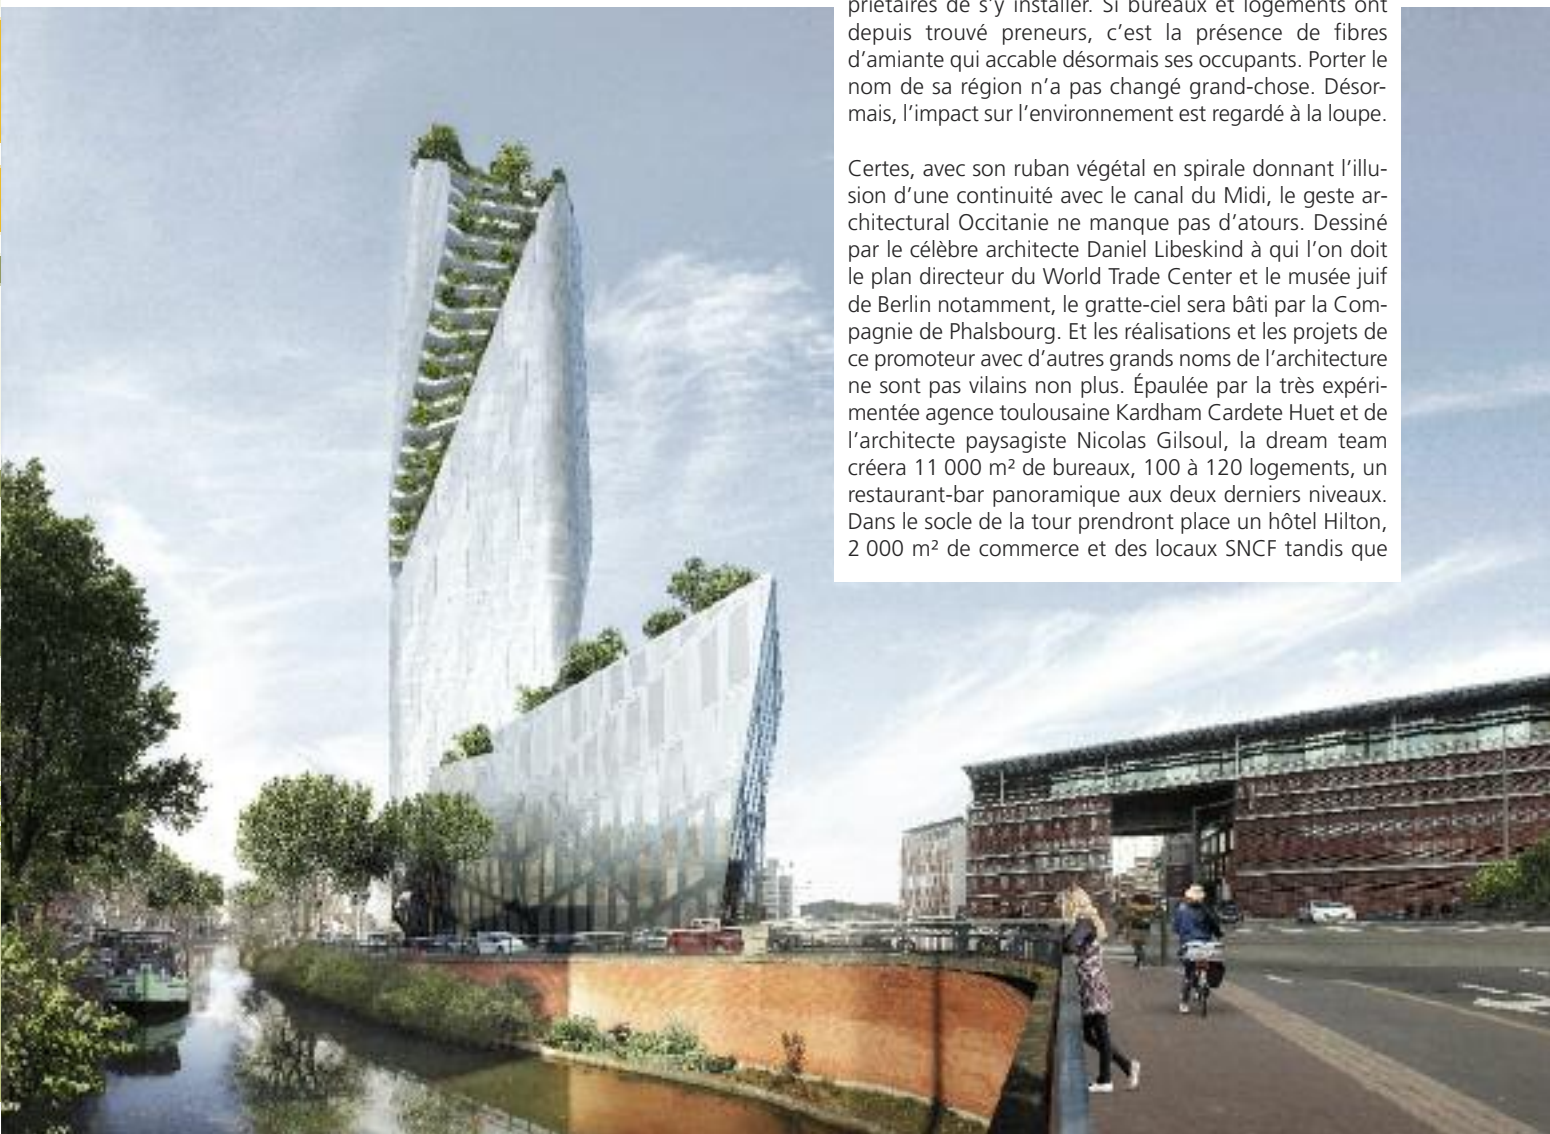 priétaires de s’y installer. Si bureaux et logements ont
depuis trouvé preneurs, c’est la présence de fibres
d’amiante qui accable désormais ses occupants. Porter le
nom de sa région n’a pas changé grand-chose. Désor-
mais, l’impact sur l’environnement est regardé à la loupe.
Certes, avec son ruban végétal en spirale donnant l’illu-
sion d’une continuité avec le canal du Midi, le geste ar-
chitectural Occitanie ne manque pas d’atours. Dessiné
par le célèbre architecte Daniel Libeskind à qui l’on doit
le plan directeur du World Trade Center et le musée juif
de Berlin notamment, le gratte-ciel sera bâti par la Com-
pagnie de Phalsbourg. Et les réalisations et les projets de
ce promoteur avec d’autres grands noms de l’architecture
ne sont pas vilains non plus. Épaulée par la très expéri-
mentée agence toulousaine Kardham Cardete Huet et de
l’architecte paysagiste Nicolas Gilsoul, la dream team
créera 11 000 m² de bureaux, 100 à 120 logements, un
restaurant-bar panoramique aux deux derniers niveaux.
Dans le socle de la tour prendront place un hôtel Hilton,
2 000 m² de commerce et des locaux SNCF tandis que